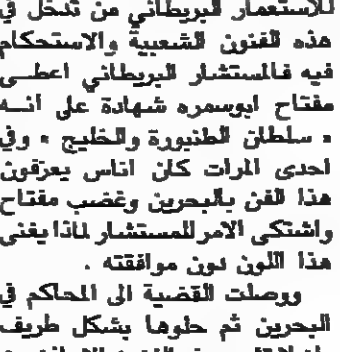 للاستعمار البريطاني من تدخل في
هذه الفنون الشعبية والاستحكام
فيه فالمستشار البريطاني اعطى
مفتاح ابوسمره شهادة على انه
« سلطان الطنبورة والخليج » وفي
احدى المرات كان اناس يعزفون
هذا الفن بالبحرين وغضب مفتاح
واشتكى الامر للمستشار لماذا يغنى
هذا اللون دون موافقته .
ووصلت القضية الى المحاكم في
البحرين ثم حلوها بشكل طريف